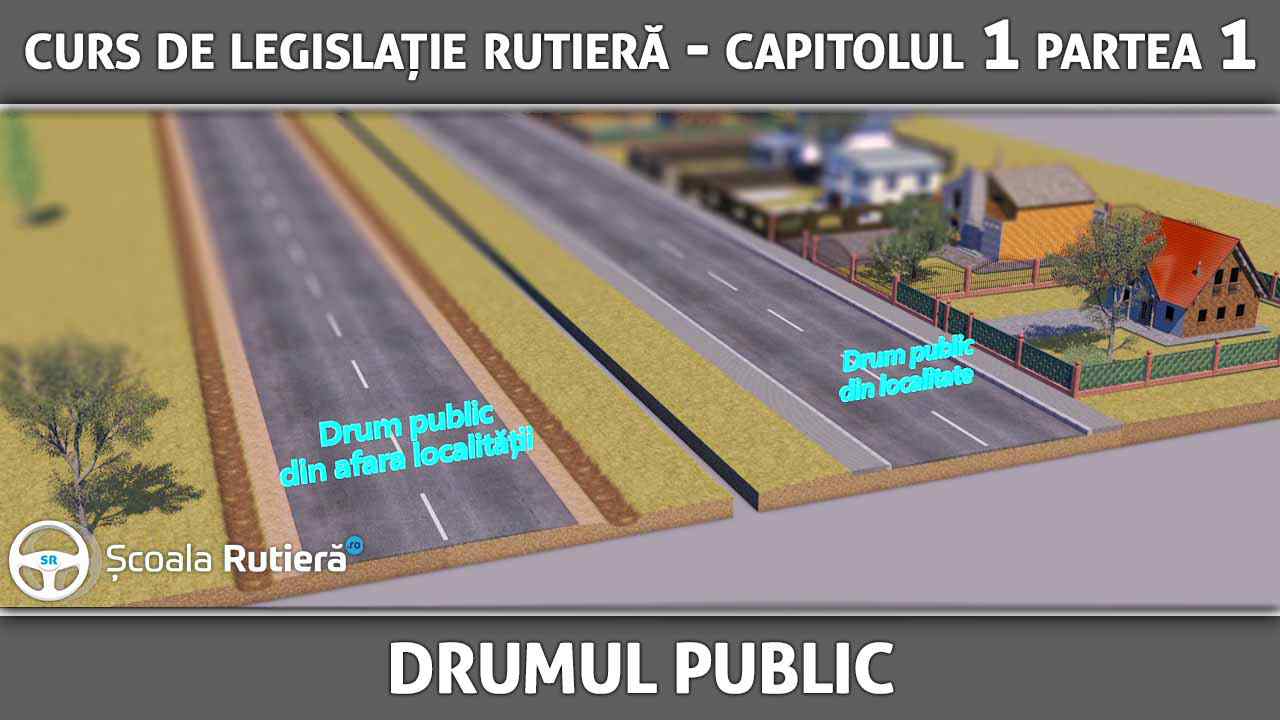 CURS DE LEGISLAȚIE RUTIERĂ - CAPITOLUL 1 PARTEA 1
Drum public
din localitate
Drum public
din afara localității
SR
Școala Rutieră.ro
DRUMUL PUBLIC